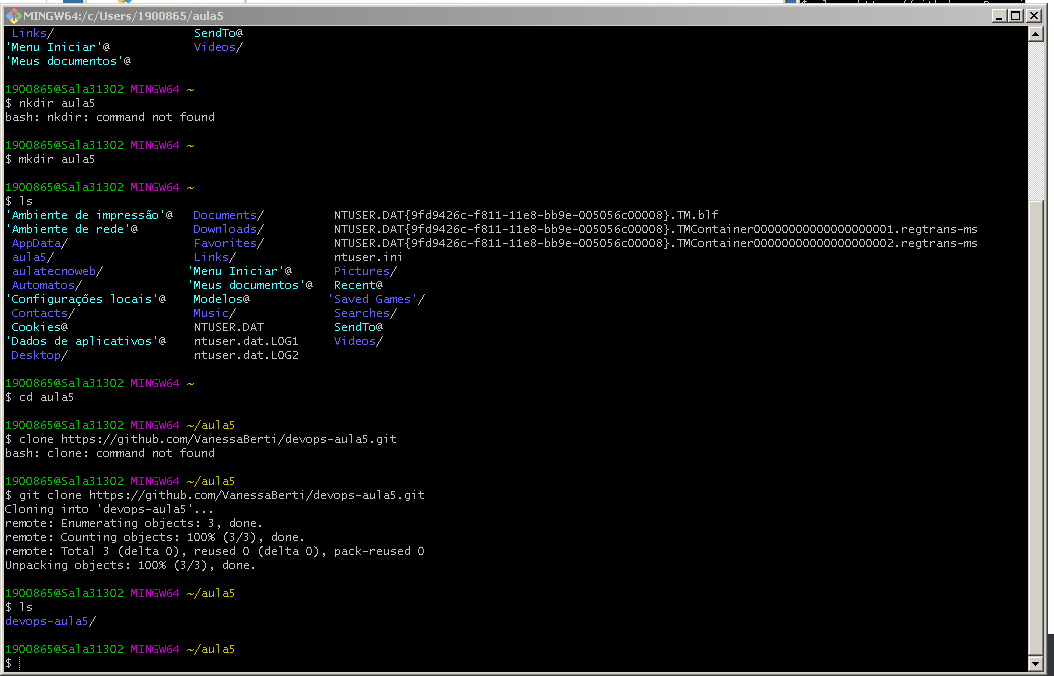 MINGW64:/c/Users/1900865/aula5
Links/ SendTo@
'Menu Iniciar'@ Videos/
'Meus documentos'@
1900865@Sala31302 MINGW64 ~
$ nkdir aula5
bash: nkdir: command not found
1900865@Sala31302 MINGW64 ~
$ mkdir aula5
1900865@Sala31302 MINGW64 ~
$ ls
'Ambiente de impressão'@ Documents/ NTUSER.DAT{9fd9426c-f811-11e8-bb9e-005056c00008}.TM.blf
'Ambiente de rede'@ Downloads/ NTUSER.DAT{9fd9426c-f811-11e8-bb9e-005056c00008}.TMContainer00000000000000000001.regtrans-ms
AppData/ Favorites/ NTUSER.DAT{9fd9426c-f811-11e8-bb9e-005056c00008}.TMContainer00000000000000000002.regtrans-ms
aula5/ Links/ ntuser.ini
aulatecnoweb/ 'Menu Iniciar'@ Pictures/
Automatos/ 'Meus documentos'@ Recent@
'Configurações locais'@ Modelos@ 'Saved Games'/
Contacts/ Music/ Searches/
Cookies@ NTUSER.DAT SendTo@
'Dados de aplicativos'@ ntuser.dat.LOG1 Videos/
Desktop/ ntuser.dat.LOG2
1900865@Sala31302 MINGW64 ~
$ cd aula5
1900865@Sala31302 MINGW64 ~/aula5
$ clone https://github.com/VanessaBerti/devops-aula5.git
bash: clone: command not found
1900865@Sala31302 MINGW64 ~/aula5
$ git clone https://github.com/VanessaBerti/devops-aula5.git
Cloning into 'devops-aula5'...
remote: Enumerating objects: 3, done.
remote: Counting objects: 100% (3/3), done.
remote: Total 3 (delta 0), reused 0 (delta 0), pack-reused 0
Unpacking objects: 100% (3/3), done.
1900865@Sala31302 MINGW64 ~/aula5
$ ls
devops-aula5/
1900865@Sala31302 MINGW64 ~/aula5
$